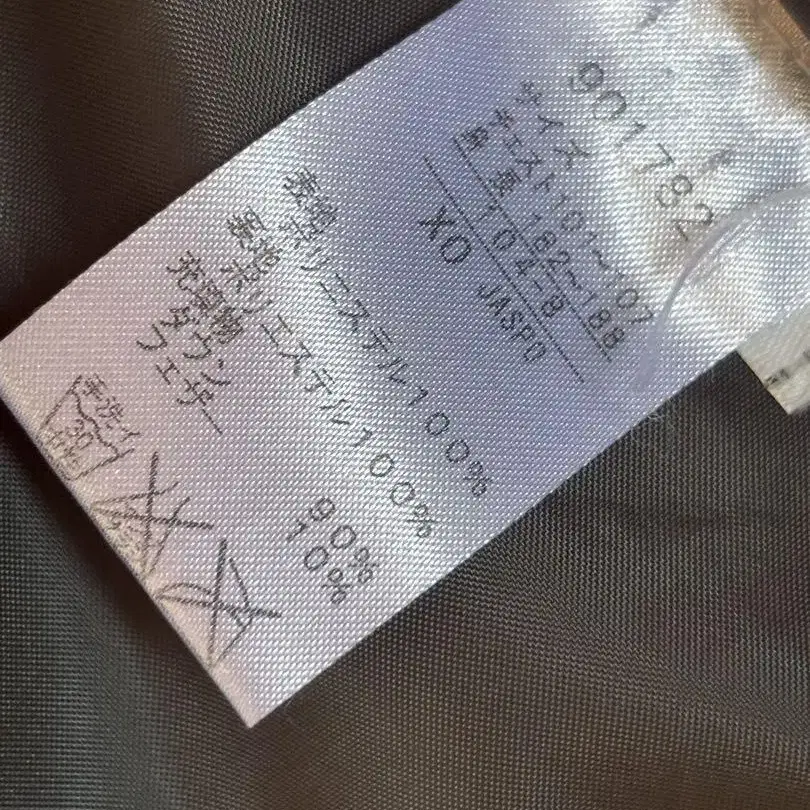 901782
サイズ
チェスト101~107
身長 182~188
104-8
XO JASPO
表地 ポリエステル100%
裏地 ポリエステル100%
充填物
ダウン 90%
フェザー 10%
手洗イ
30
中性